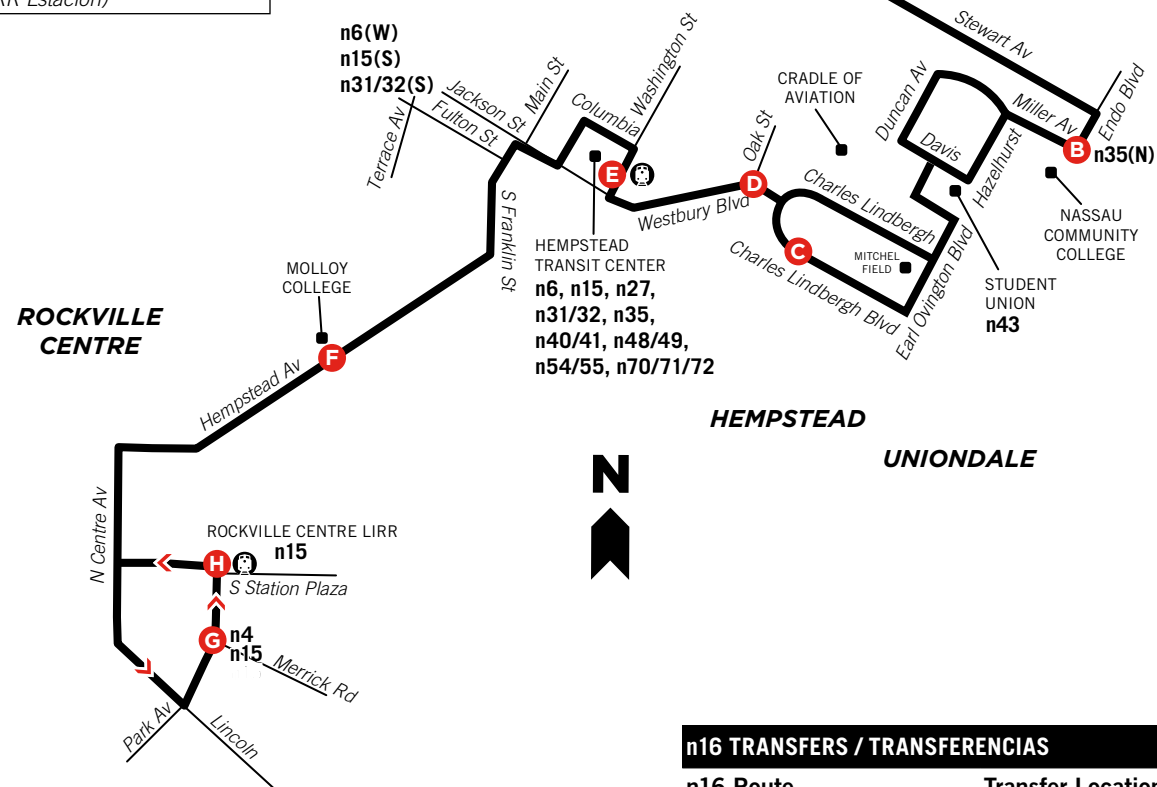 RR Estación)
n6(W)
n15(S)
n31/32(S)
Terrace Av
Jackson St
Fulton St
Main St
Columbia
Washington St
Stewart Av
Endo Blvd
Miller Av
Duncan Av
Davis
Hazelhurst
B
n35(N)
CRADLE OF
AVIATION
Oak St
E
D
C
Westbury Blvd
Charles Lindbergh
Charles Lindbergh Blvd
MITCHEL
FIELD
Earl Ovington Blvd
NASSAU
COMMUNITY
COLLEGE
STUDENT
UNION
n43
S Franklin St
HEMPSTEAD
TRANSIT CENTER
n6, n15, n27,
n31/32, n35,
n40/41, n48/49,
n54/55, n70/71/72
MOLLOY
COLLEGE
F
ROCKVILLE
CENTRE
Hempstead Av
HEMPSTEAD
UNIONDALE
N
N Centre Av
ROCKVILLE CENTRE LIRR
n15
H
S Station Plaza
G
n4
n15
Merrick Rd
Park Av
Lincoln
n16 TRANSFERS / TRANSFERENCIAS
n16 Route
Transfer Location